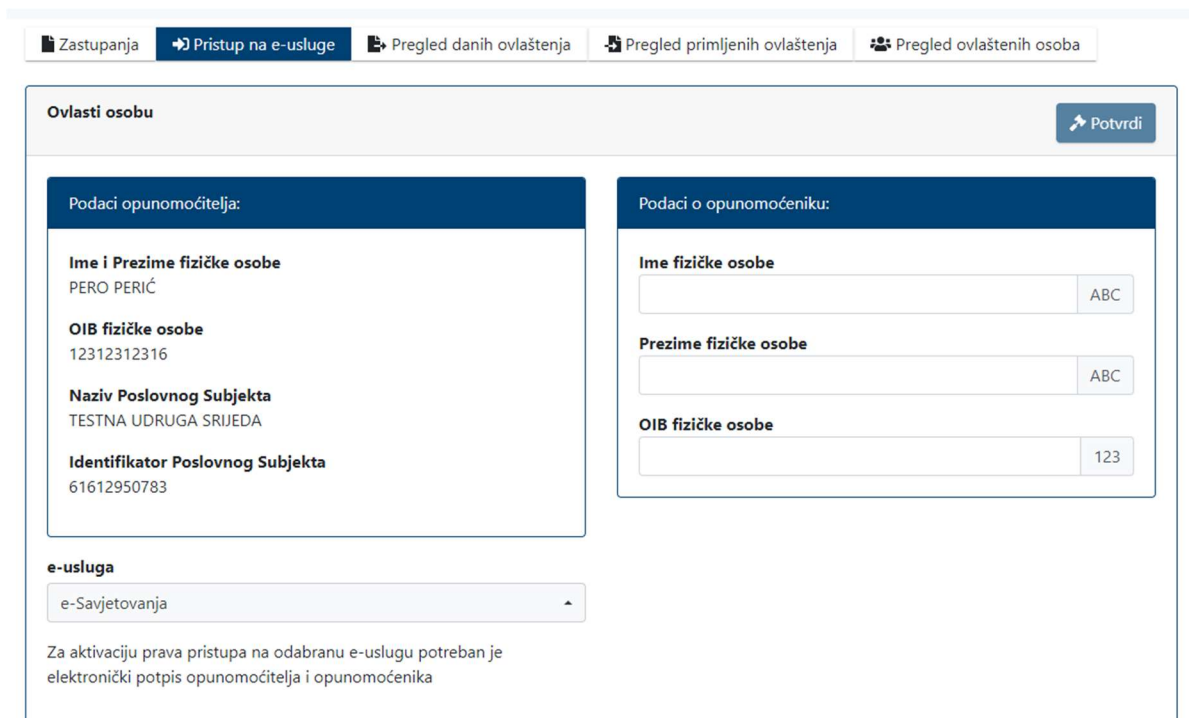 Zastupanja
Pristup na e-usluge
Pregled danih ovlaštenja
Pregled primljenih ovlaštenja
Pregled ovlaštenih osoba
Ovlasti osobu
Potvrdi
Podaci opunomoćitelja:
Ime i Prezime fizičke osobe
PERO PERIĆ
OIB fizičke osobe
12312312316
Naziv Poslovnog Subjekta
TESTNA UDRUGA SRIJEDA
Identifikator Poslovnog Subjekta
61612950783
Podaci o opunomoćeniku:
Ime fizičke osobe
ABC
Prezime fizičke osobe
ABC
OIB fizičke osobe
123
e-usluga
e-Savjetovanja
Za aktivaciju prava pristupa na odabranu e-uslugu potreban je
elektronički potpis opunomoćitelja i opunomoćenika